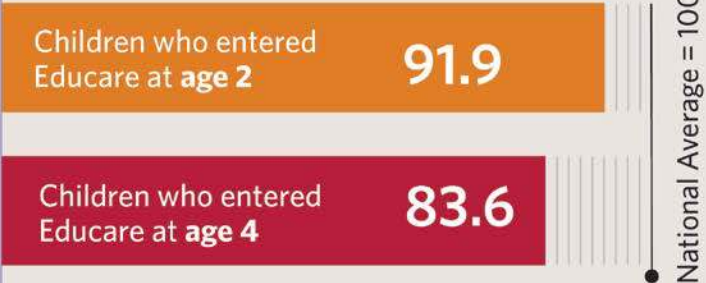 Children who entered
Educare at age 2
91.9
Children who entered
Educare at age 4
83.6
National Average = 100